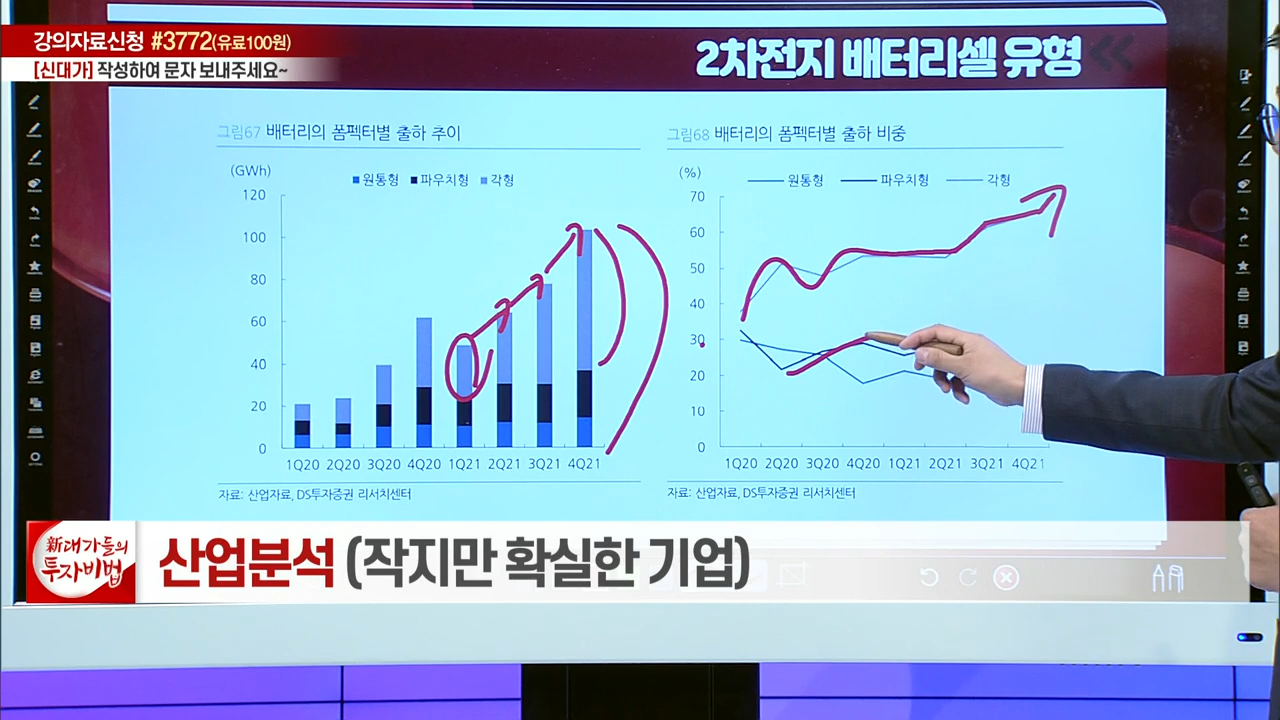 강의자료신청 #3772(유료100원)
[신대가] 작성하여 문자 보내주세요~
2차전지 배터리셀 유형
그림67 배터리의 폼펙터별 출하 추이
(GWh)
원통형 파우치형 각형
120
100
80
60
40
20
0
1Q20 2Q20 3Q20 4Q20 1Q21 2Q21 3Q21 4Q21
자료: 산업자료, DS투자증권 리서치센터
그림68 배터리의 폼펙터별 출하 비중
(%)
원통형 파우치형 각형
70
60
50
40
30
20
10
0
1Q20 2Q20 3Q20 4Q20 1Q21 2Q21 3Q21 4Q21
자료: 산업자료, DS투자증권 리서치센터
新대가들의
투자비법
산업분석 (작지만 확실한 기업)